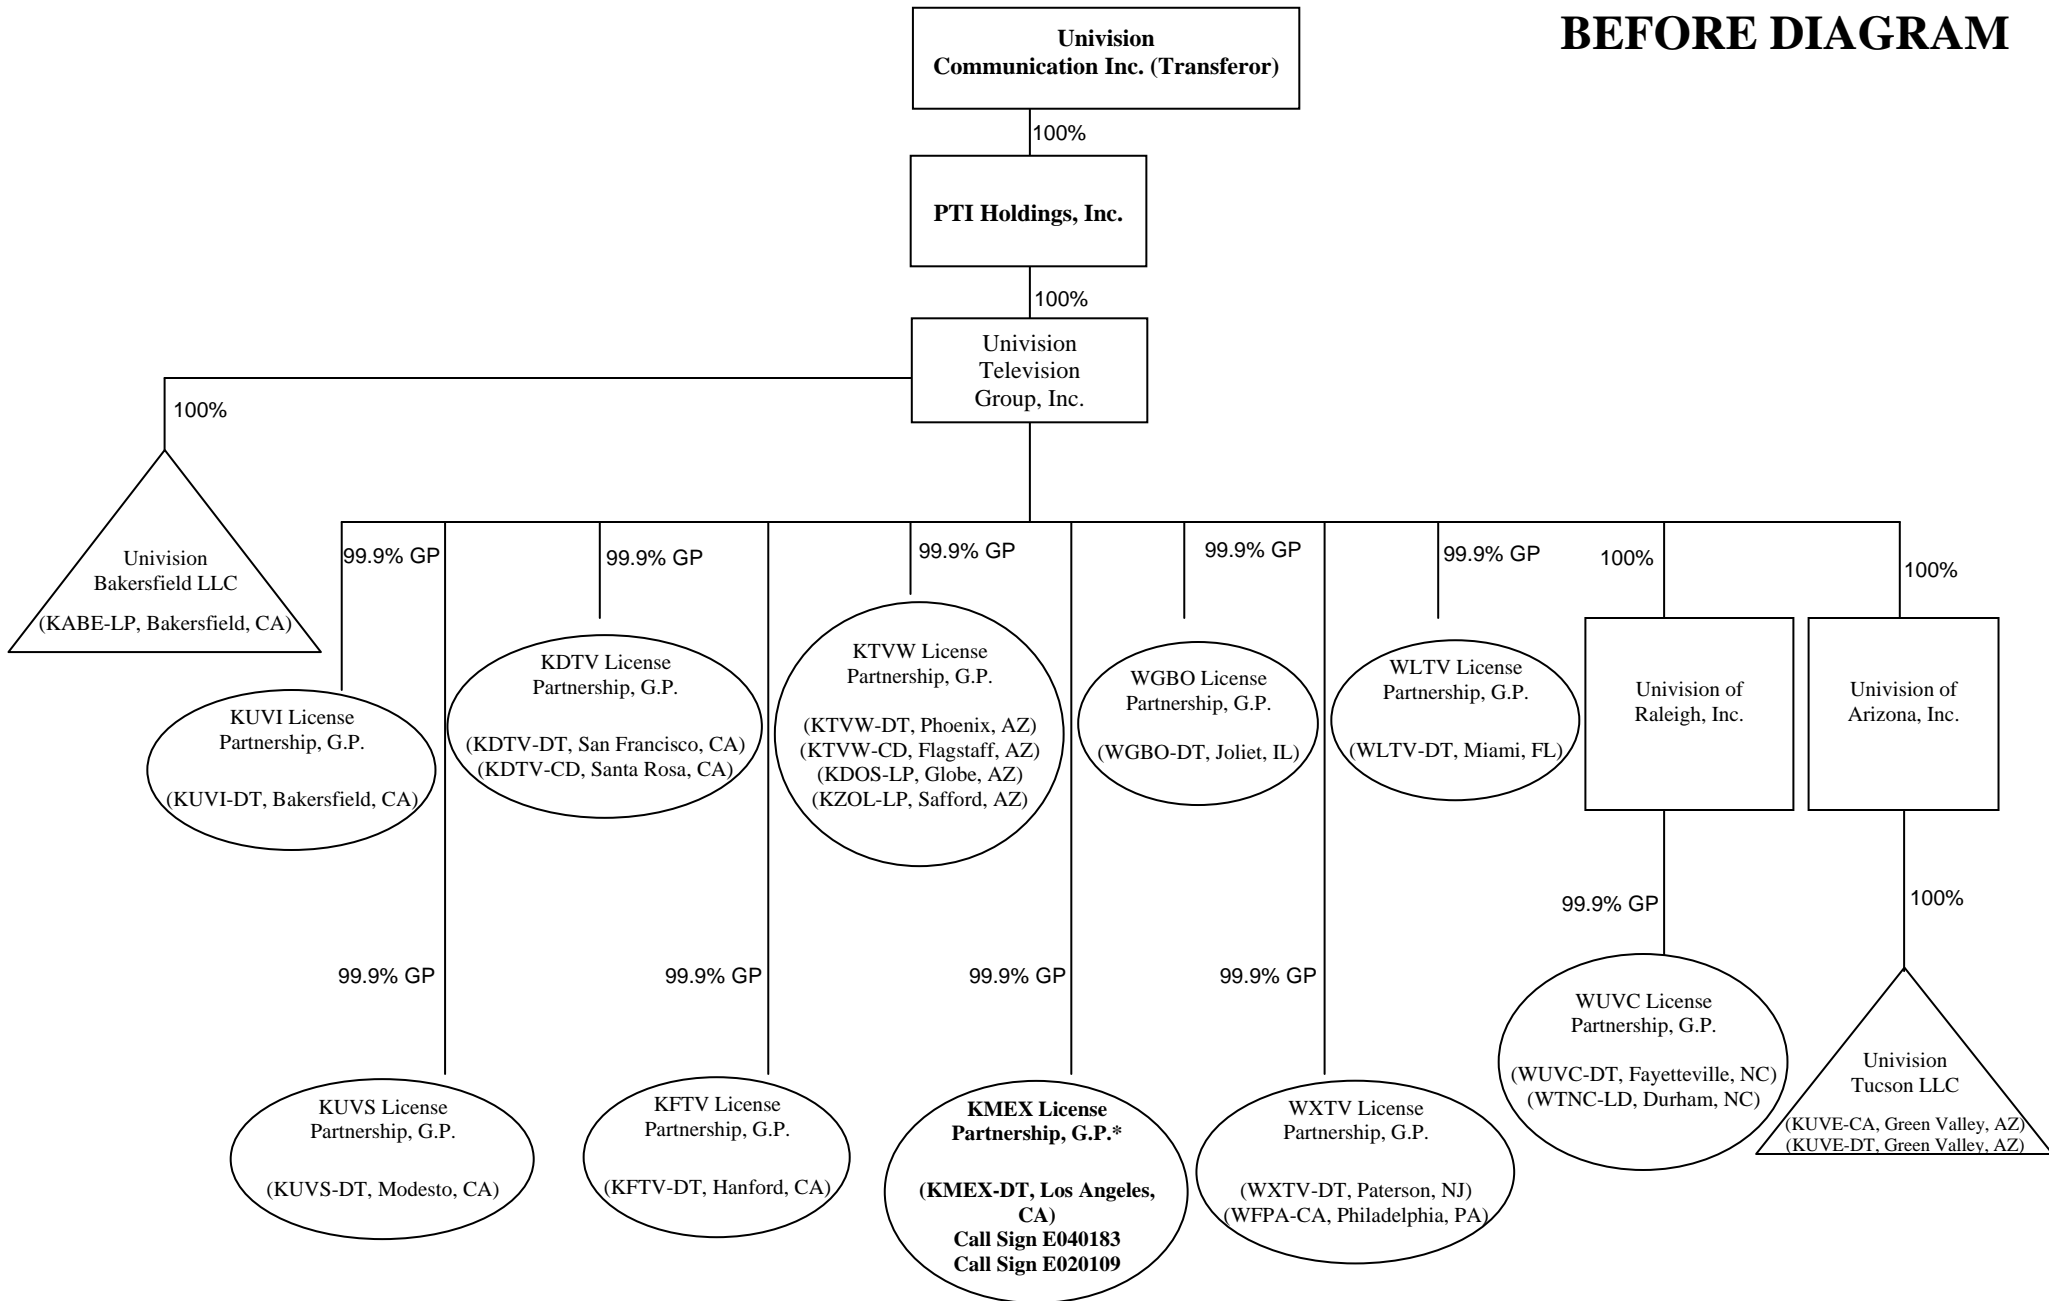 BEFORE DIAGRAM
Univision
Communication Inc. (Transferor)
100%
PTI Holdings, Inc.
100%
Univision
Television
Group, Inc.
100%
Univision
Bakersfield LLC
(KABE-LP, Bakersfield, CA)
99.9% GP
KUVI License
Partnership, G.P.
(KUVI-DT, Bakersfield, CA)
99.9% GP
KDTV License
Partnership, G.P.
(KDTV-DT, San Francisco, CA)
(KDTV-CD, Santa Rosa, CA)
99.9% GP
KTVW License
Partnership, G.P.
(KTVW-DT, Phoenix, AZ)
(KTVW-CD, Flagstaff, AZ)
(KDOS-LP, Globe, AZ)
(KZOL-LP, Safford, AZ)
99.9% GP
WGBO License
Partnership, G.P.
(WGBO-DT, Joliet, IL)
99.9% GP
WLTV License
Partnership, G.P.
(WLTV-DT, Miami, FL)
100%
Univision of
Raleigh, Inc.
100%
Univision of
Arizona, Inc.
99.9% GP
KUVS License
Partnership, G.P.
(KUVS-DT, Modesto, CA)
99.9% GP
KFTV License
Partnership, G.P.
(KFTV-DT, Hanford, CA)
99.9% GP
KMEX License
Partnership, G.P.*
(KMEX-DT, Los Angeles,
CA)
Call Sign E040183
Call Sign E020109
99.9% GP
WXTV License
Partnership, G.P.
(WXTV-DT, Paterson, NJ)
(WFPA-CA, Philadelphia, PA)
99.9% GP
WUVC License
Partnership, G.P.
(WUVC-DT, Fayetteville, NC)
(WTNC-LD, Durham, NC)
100%
Univision
Tucson LLC
(KUVE-CA, Green Valley, AZ)
(KUVE-DT, Green Valley, AZ)